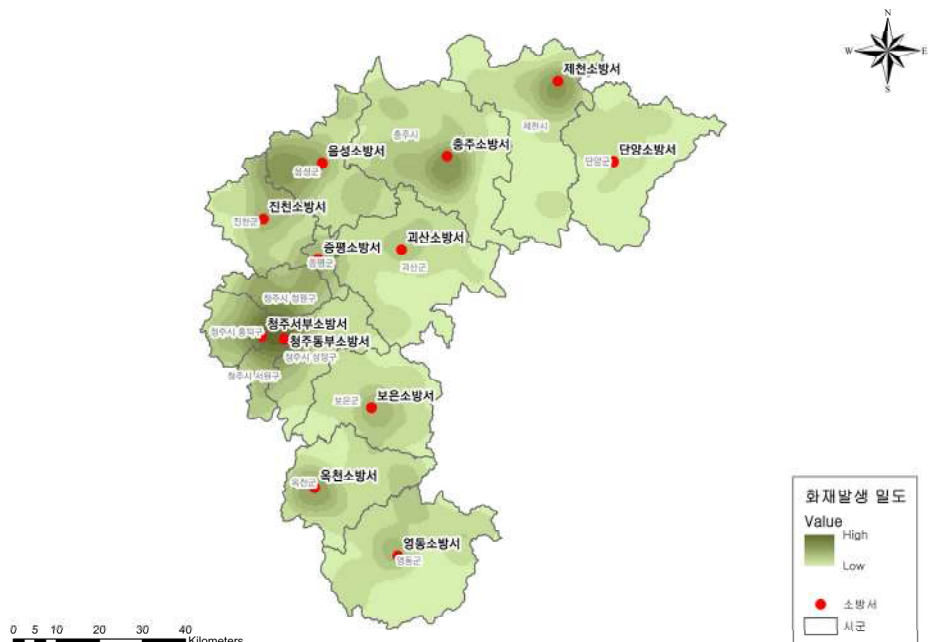 N
W E
S
제천소방서
제천시
충주시
충주소방서
단양소방서
단양군
음성소방서
음성군
진천소방서
진천군
괴산소방서
괴산군
증평소방서
증평군
청주시 청원구
청주서부소방서
청주시 흥덕구
청주동부소방서
청주시 상당구
청주시 서원구
보은소방서
보은군
옥천소방서
옥천군
영동소방서
영동군
화재발생 밀도
Value
High
Low
소방서
시군
0 5 10 20 30 40
Kilometers